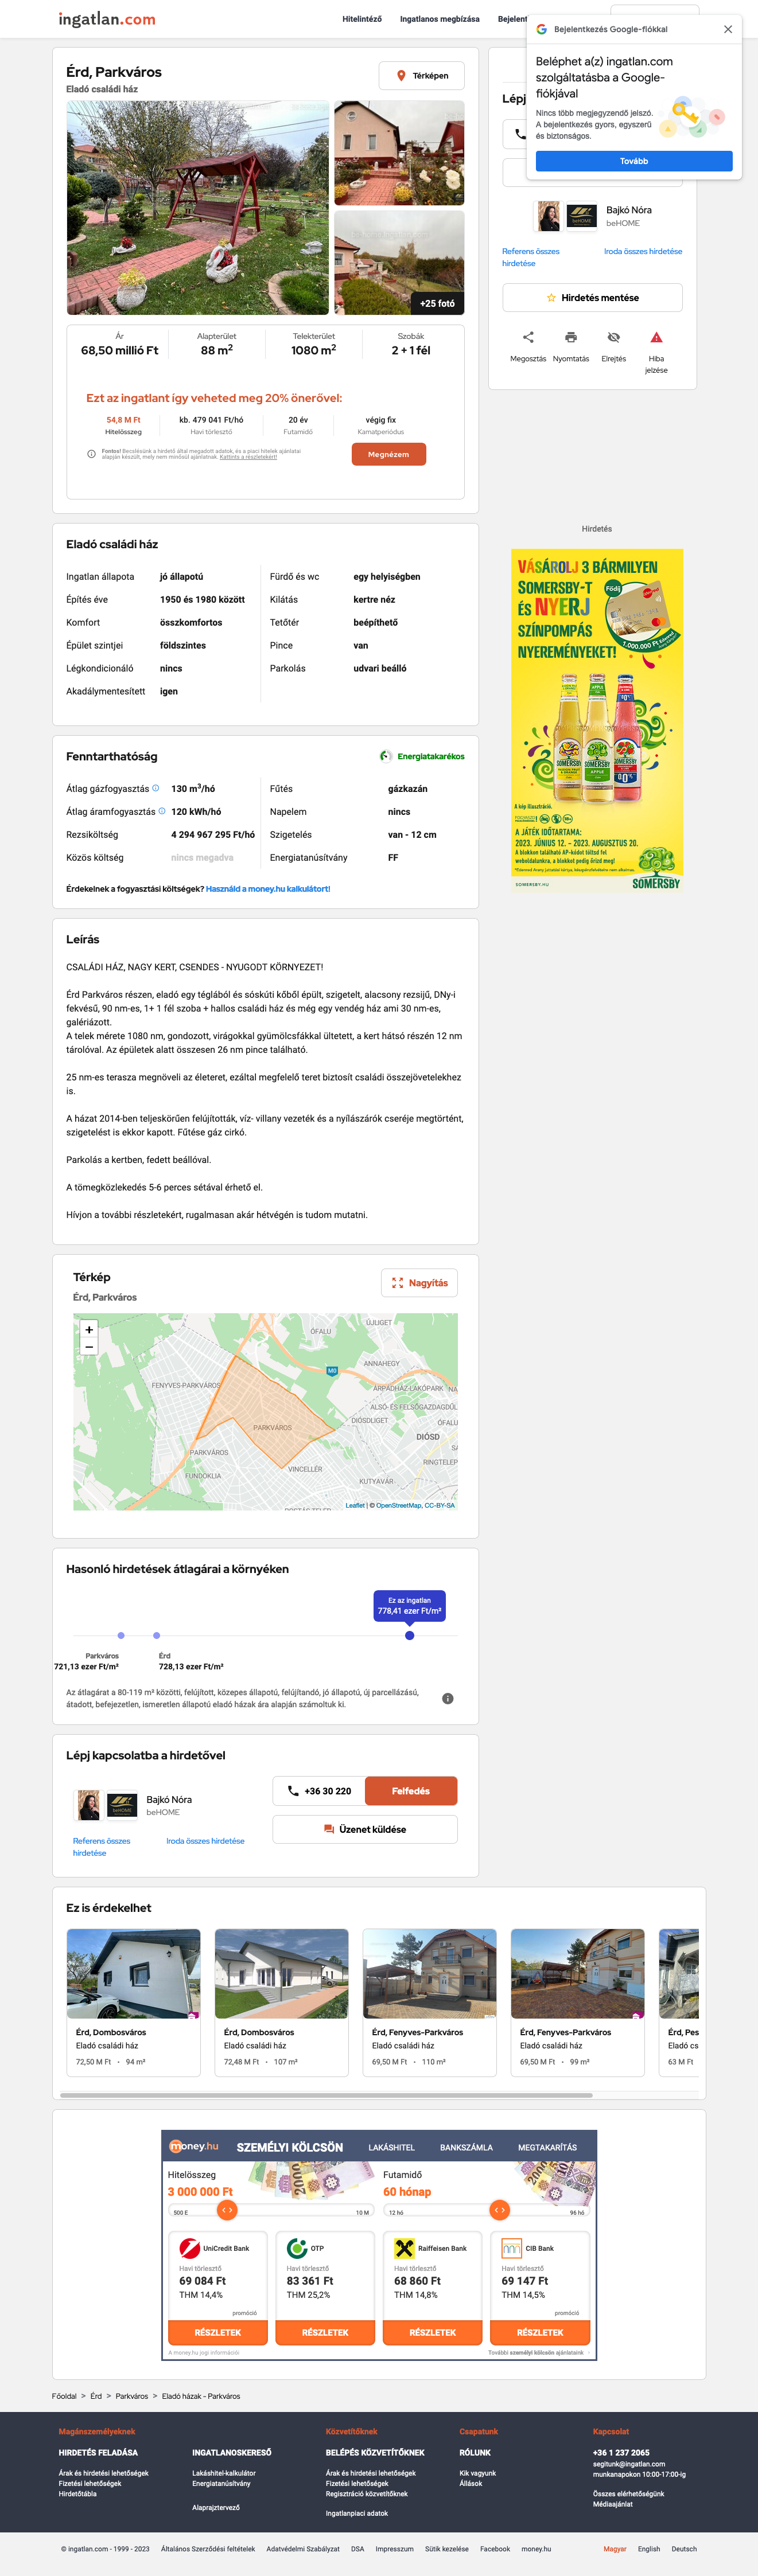 ingatlan.com
Hitelintéző Ingatlanos megbízása
Bejelentkezés Google-fiókkal
Beléphet a(z) ingatlan.com
szolgáltatásba a Google-
fiókjával
Nincs több megjegyzendő jelszó.
A bejelentkezés gyors, egyszerű
és biztonságos.
Tovább
Érd, Parkváros
Eladó családi ház
Térképen
+25 fotó
Bajkó Nóra
beHOME
Referens összes
hirdetése
Iroda összes hirdetése
Hirdetés mentése
Megosztás Nyomtatás Elrejtés Hiba
jelzése
Ár Alapterület Telekterület Szobák
68,50 millió Ft 88 m2 1080 m2 2 + 1 fél
Ezt az ingatlant így veheted meg 20% önerővel:
54,8 M Ft kb. 479 041 Ft/hó 20 év végig fix
Hitelösszeg Havi törlesztő Futamidő Kamatperiódus
Fontos! Becslésünk a hirdető által megadott adatok, és a piaci hitelek ajánlatai
alapján készült, mely nem minősül ajánlatnak. Kattints a részletekért!
Megnézem
Hirdetés
VÁSÁROLJ 3 BÁRMILYEN
SOMERSBY-T
ÉS NYERJ
SZÍNPOMPÁS
NYEREMÉNYEKET!
Fődíj
A kép illusztráció.
A JÁTÉK IDŐTARTAMA:
2023. JÚNIUS 12. - 2023. AUGUSZTUS 20.
A blokkon található AP-kódot töltsd fel
weboldalunkra, a blokkot pedig őrizd meg!
SOMERSBY.HU
SOMERSBY
Eladó családi ház
Ingatlan állapota jó állapotú
Építés éve 1950 és 1980 között
Komfort összkomfortos
Épület szintjei földszintes
Légkondicionáló nincs
Akadálymentesített igen
Fürdő és wc egy helyiségben
Kilátás kertre néz
Tetőtér beépíthető
Pince van
Parkolás udvari beálló
Fenntarthatóság
Energiatakarékos
Átlag gázfogyasztás 130 m3/hó
Átlag áramfogyasztás 120 kWh/hó
Rezsiköltség 4 294 967 295 Ft/hó
Közös költség nincs megadva
Fűtés gázkazán
Napelem nincs
Szigetelés van - 12 cm
Energiatanúsítvány FF
Érdekelnek a fogyasztási költségek? Használd a money.hu kalkulátort!
Leírás
CSALÁDI HÁZ, NAGY KERT, CSENDES - NYUGODT KÖRNYEZET!
Érd Parkváros részen, eladó egy téglából és sóskúti kőből épült, szigetelt, alacsony rezsijű, DNy-i
fekvésű, 90 nm-es, 1+ 1 fél szoba + hallos családi ház és még egy vendég ház ami 30 nm-es,
galériázott.
A telek mérete 1080 nm, gondozott, virágokkal gyümölcsfákkal ültetett, a kert hátsó részén 12 nm
tárolóval. Az épületek alatt összesen 26 nm pince található.
25 nm-es terasza megnöveli az életeret, ezáltal megfelelő teret biztosít családi összejövetelekhez
is.
A házat 2014-ben teljeskörűen felújították, víz- villany vezeték és a nyílászárók cseréje megtörtént,
szigetelést is ekkor kapott. Fűtése gáz cirkó.
Parkolás a kertben, fedett beállóval.
A tömegközlekedés 5-6 perces sétával érhető el.
Hívjon a további részletekért, rugalmasan akár hétvégén is tudom mutatni.
Térkép
Érd, Parkváros
Nagyítás
+
−
ÚJLIGET
ÓFALU
ANNAHEGY
M0
FENYVES-PARKVÁROS
ÁRPÁDHÁZ-LAKÓPARK
ALSÓ- ÉS FELSŐGAZDAGDŰL
DIÓSDLIGET
ÓFALU
PARKVÁROS
DIÓSD
PARKVÁROS
RINGTELEP
VINCELLÉR
FUNDOKLIA
KUTYAVÁR
Leaflet | © OpenStreetMap, CC-BY-SA
Hasonló hirdetések átlagárai a környéken
Ez az ingatlan
778,41 ezer Ft/m²
Parkváros Érd
721,13 ezer Ft/m² 728,13 ezer Ft/m²
Az átlagárat a 80-119 m² közötti, felújított, közepes állapotú, felújítandó, jó állapotú, új parcellázású,
átadott, befejezetlen, ismeretlen állapotú eladó házak ára alapján számoltuk ki.
Lépj kapcsolatba a hirdetővel
Bajkó Nóra
beHOME
Referens összes
hirdetése
Iroda összes hirdetése
+36 30 220 Felfedés
Üzenet küldése
Ez is érdekelhet
Érd, Dombosváros
Eladó családi ház
72,50 M Ft • 94 m²
Érd, Dombosváros
Eladó családi ház
72,48 M Ft • 107 m²
Érd, Fenyves-Parkváros
Eladó családi ház
69,50 M Ft • 110 m²
Érd, Fenyves-Parkváros
Eladó családi ház
69,50 M Ft • 99 m²
Érd, Pes
Eladó cs
63 M Ft
money.hu SZEMÉLYI KÖLCSÖN LAKÁSHITEL BANKSZÁMLA MEGTAKARÍTÁS
Hitelösszeg Futamidő
3 000 000 Ft 60 hónap
500 E 10 M 12 hó 96 hó
UniCredit Bank OTP Raiffeisen Bank CIB Bank
Havi törlesztő Havi törlesztő Havi törlesztő Havi törlesztő
69 084 Ft 83 361 Ft 68 860 Ft 69 147 Ft
THM 14,4% THM 25,2% THM 14,8% THM 14,5%
promóció promóció
RÉSZLETEK RÉSZLETEK RÉSZLETEK RÉSZLETEK
A money.hu jogi információi További személyi kölcsön ajánlataink
Főoldal > Érd > Parkváros > Eladó házak - Parkváros
Magánszemélyeknek Közvetítőknek Csapatunk Kapcsolat
HIRDETÉS FELADÁSA INGATLANOSKERESŐ BELÉPÉS KÖZVETÍTŐKNEK RÓLUNK +36 1 237 2065
segitunk@ingatlan.com
Árak és hirdetési lehetőségek Lakáshitel-kalkulátor Árak és hirdetési lehetőségek Kik vagyunk munkanapokon 10:00-17:00-ig
Fizetési lehetőségek Energiatanúsítvány Fizetési lehetőségek Állások
Hirdetőtábla Regisztráció közvetítőknek Összes elérhetőségünk
Alaprajztervező Ingatlanpiaci adatok Médiaajánlat
© ingatlan.com - 1999 - 2023 Általános Szerződési feltételek Adatvédelmi Szabályzat DSA Impresszum Sütik kezelése Facebook money.hu Magyar English Deutsch